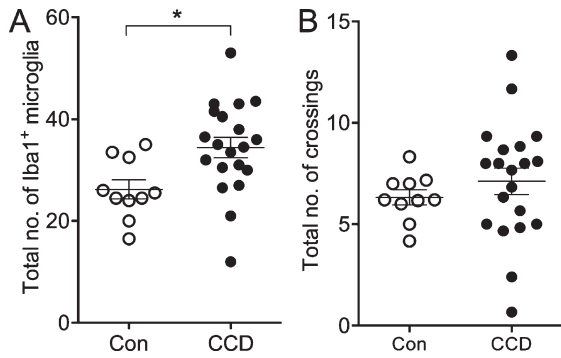 A
B
*
Total no. of Iba1⁺ microglia
60
40
20
0
Con
CCD
Total no. of crossings
15
10
5
0
Con
CCD